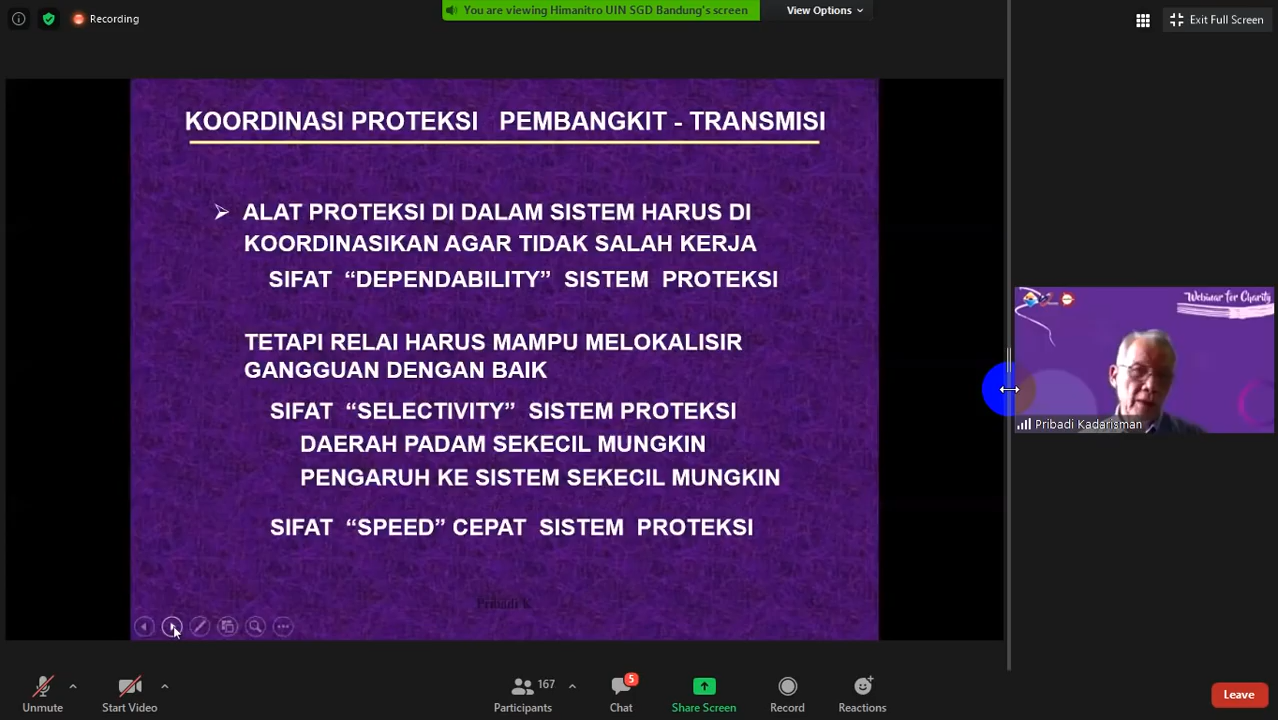 Recording
You are viewing Himanitro UIN SGD Bandung's screen
View Options
Exit Full Screen
KOORDINASI PROTEKSI PEMBANGKIT - TRANSMISI
ALAT PROTEKSI DI DALAM SISTEM HARUS DI
KOORDINASIKAN AGAR TIDAK SALAH KERJA
SIFAT “DEPENDABILITY” SISTEM PROTEKSI
TETAPI RELAI HARUS MAMPU MELOKALISIR
GANGGUAN DENGAN BAIK
SIFAT “SELECTIVITY” SISTEM PROTEKSI
DAERAH PADAM SEKECIL MUNGKIN
PENGARUH KE SISTEM SEKECIL MUNGKIN
SIFAT “SPEED” CEPAT SISTEM PROTEKSI
Pribadi K
Webinar for Charity
Pribadi Kadarisman
Unmute
Start Video
167
Participants
5
Chat
Share Screen
Record
Reactions
Leave